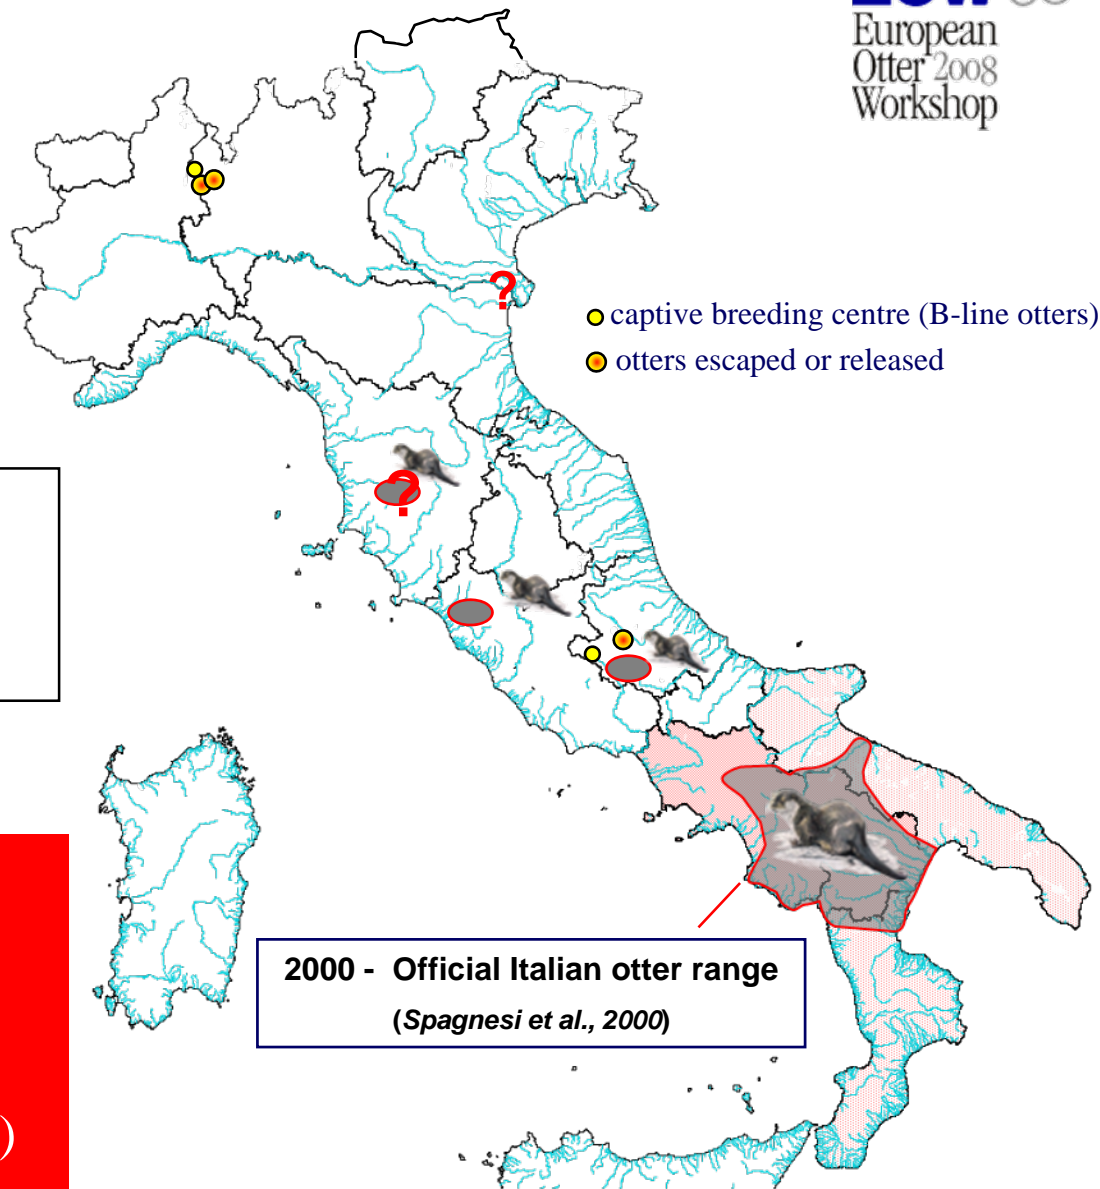 European
Otter 2008
Workshop
?
captive breeding centre (B-line otters)
otters escaped or released
?
2000 - Official Italian otter range
(Spagnesi et al., 2000)
)